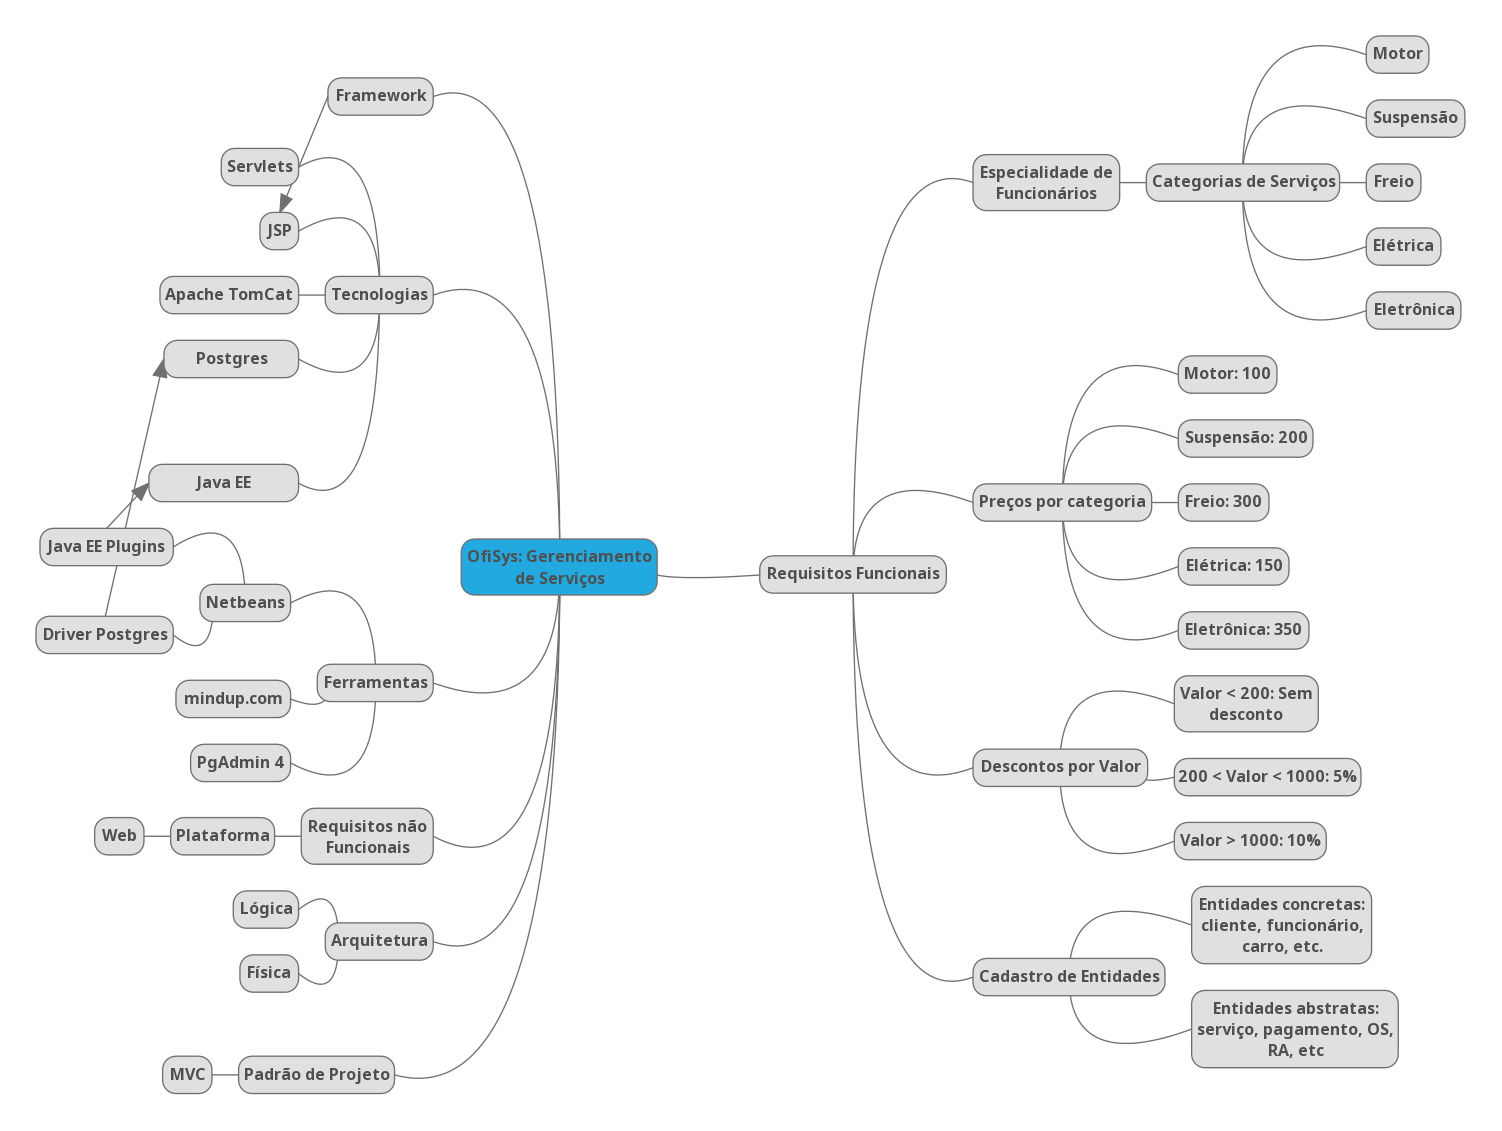 OfiSys: Gerenciamento
de Serviços
Framework
Tecnologias
Servlets
JSP
Apache TomCat
Postgres
Java EE
Ferramentas
Netbeans
Java EE Plugins
Driver Postgres
mindup.com
PgAdmin 4
Requisitos não
Funcionais
Plataforma
Web
Arquitetura
Lógica
Física
Padrão de Projeto
MVC
Requisitos Funcionais
Especialidade de
Funcionários
Categorias de Serviços
Motor
Suspensão
Freio
Elétrica
Eletrônica
Preços por categoria
Motor: 100
Suspensão: 200
Freio: 300
Elétrica: 150
Eletrônica: 350
Descontos por Valor
Valor < 200: Sem
desconto
200 < Valor < 1000: 5%
Valor > 1000: 10%
Cadastro de Entidades
Entidades concretas:
cliente, funcionário,
carro, etc.
Entidades abstratas:
serviço, pagamento, OS,
RA, etc